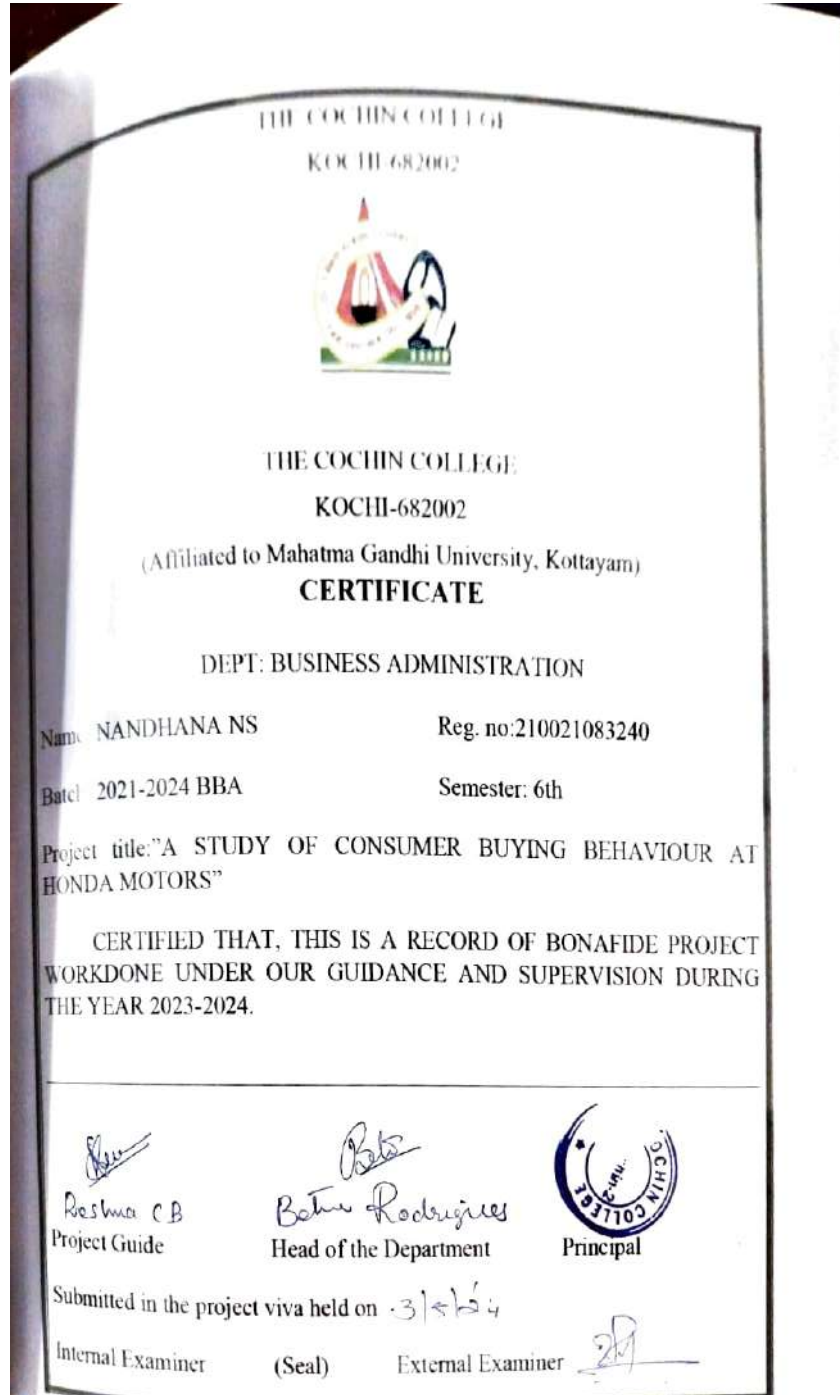 THE COCHIN COLLEGE
KOCHI-682002
THE COCHIN COLLEGE
KOCHI-682002
(Affiliated to Mahatma Gandhi University, Kottayam)
CERTIFICATE
DEPT: BUSINESS ADMINISTRATION
Name NANDHANA NS Reg. no:210021083240
Batch 2021-2024 BBA Semester: 6th
Project title:"A STUDY OF CONSUMER BUYING BEHAVIOUR AT
HONDA MOTORS”
CERTIFIED THAT, THIS IS A RECORD OF BONAFIDE PROJECT
WORKDONE UNDER OUR GUIDANCE AND SUPERVISION DURING
THE YEAR 2023-2024.
OCHIN COLLEGE
Reshma CB Rodrigues
Project Guide Head of the Department Principal
Submitted in the project viva held on
Internal Examiner (Seal) External Examiner